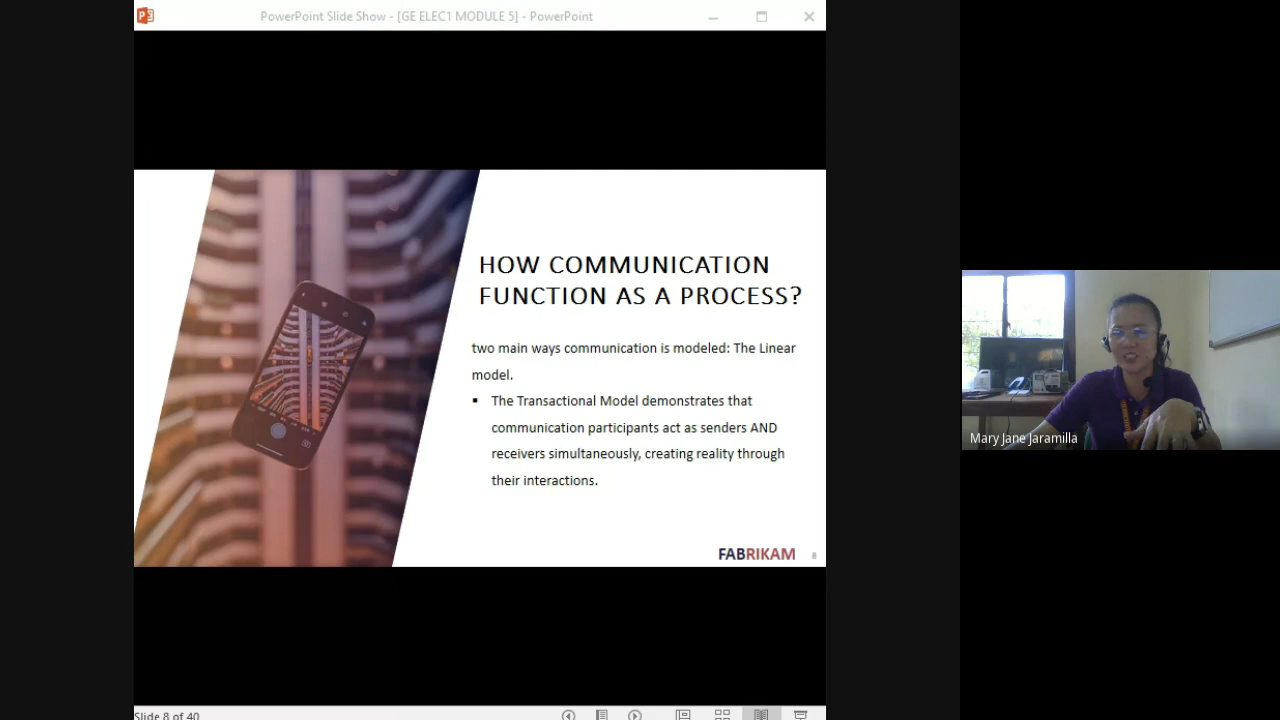 PowerPoint Slide Show - [GE ELEC1 MODULE 5] - PowerPoint
HOW COMMUNICATION
FUNCTION AS A PROCESS?
two main ways communication is modeled: The Linear
model.
▪ The Transactional Model demonstrates that
communication participants act as senders AND
receivers simultaneously, creating reality through
their interactions.
FABRIKAM
8
Mary Jane Jaramilla
Slide 8 of 40